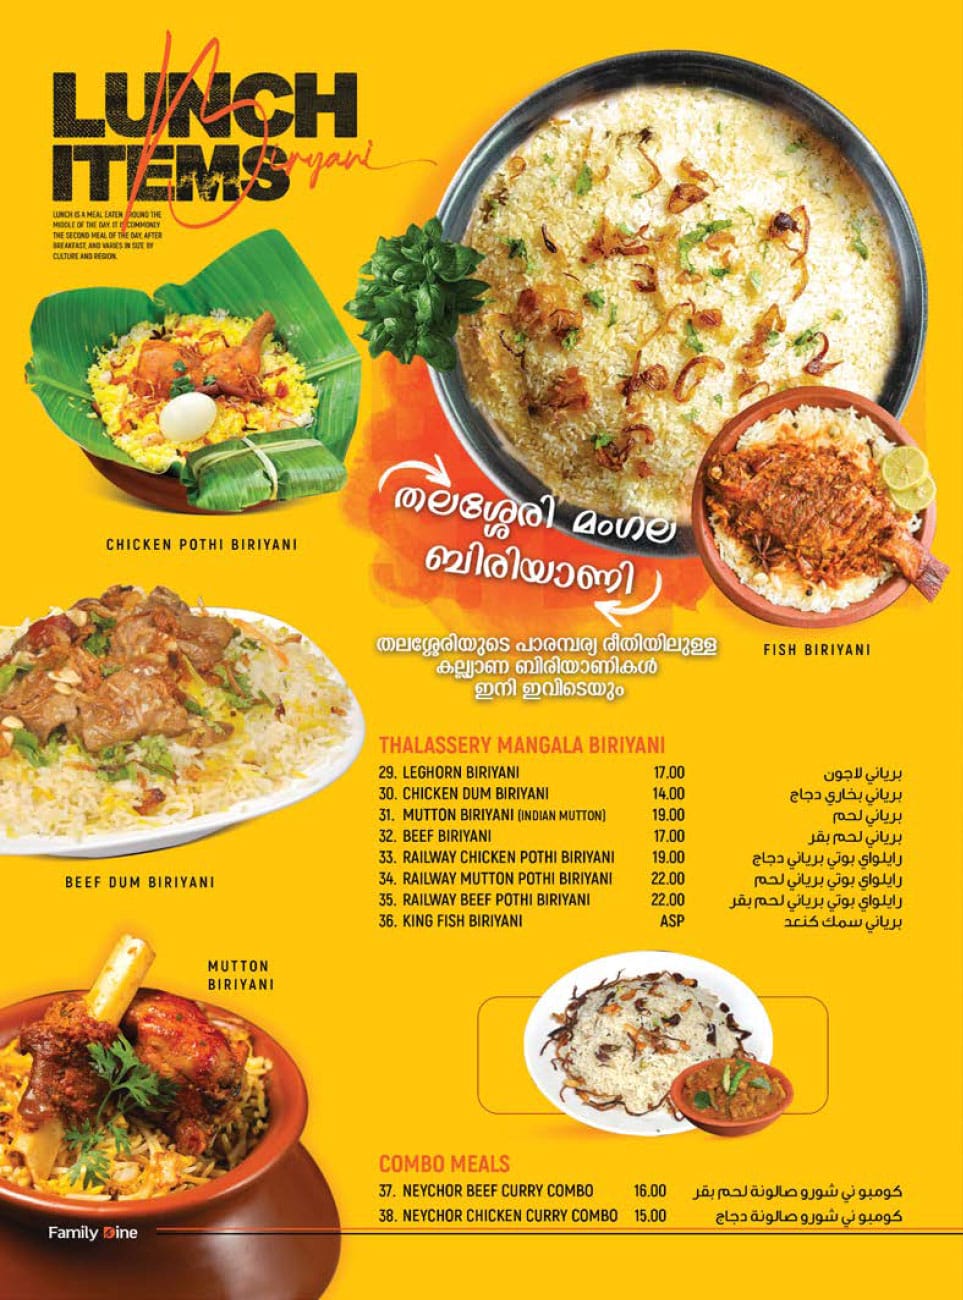 LUNCH
ITEMS
Biryani
LUNCH IS A MEAL EATEN AROUND THE
MIDDLE OF THE DAY. IT IS COMMONLY
THE SECOND MEAL OF THE DAY, AFTER
BREAKFAST, AND VARIES IN SIZE BY
CULTURE AND REGION.
CHICKEN POTHI BIRIYANI
തലശ്ശേരി മംഗല
ബിരിയാണി
തലശ്ശേരിയുടെ പാരമ്പര്യ രീതിയിലുള്ള
കല്ല്യാണ ബിരിയാണികൾ
ഇനി ഇവിടെയും
FISH BIRIYANI
BEEF DUM BIRIYANI
MUTTON
BIRIYANI
THALASSERY MANGALA BIRIYANI
29. LEGHORN BIRIYANI 17.00 برياني لاجون
30. CHICKEN DUM BIRIYANI 14.00 برياني بخاري دجاج
31. MUTTON BIRIYANI (INDIAN MUTTON) 19.00 برياني لحم
32. BEEF BIRIYANI 17.00 برياني لحم بقر
33. RAILWAY CHICKEN POTHI BIRIYANI 19.00 رايلواي بوتي برياني دجاج
34. RAILWAY MUTTON POTHI BIRIYANI 22.00 رايلواي بوتي برياني لحم
35. RAILWAY BEEF POTHI BIRIYANI 22.00 رايلواي بوتي برياني لحم بقر
36. KING FISH BIRIYANI ASP برياني سمك كنعد
COMBO MEALS
37. NEYCHOR BEEF CURRY COMBO 16.00 كومبو ني شورو صالونة لحم بقر
38. NEYCHOR CHICKEN CURRY COMBO 15.00 كومبو ني شورو صالونة دجاج
Family Dine